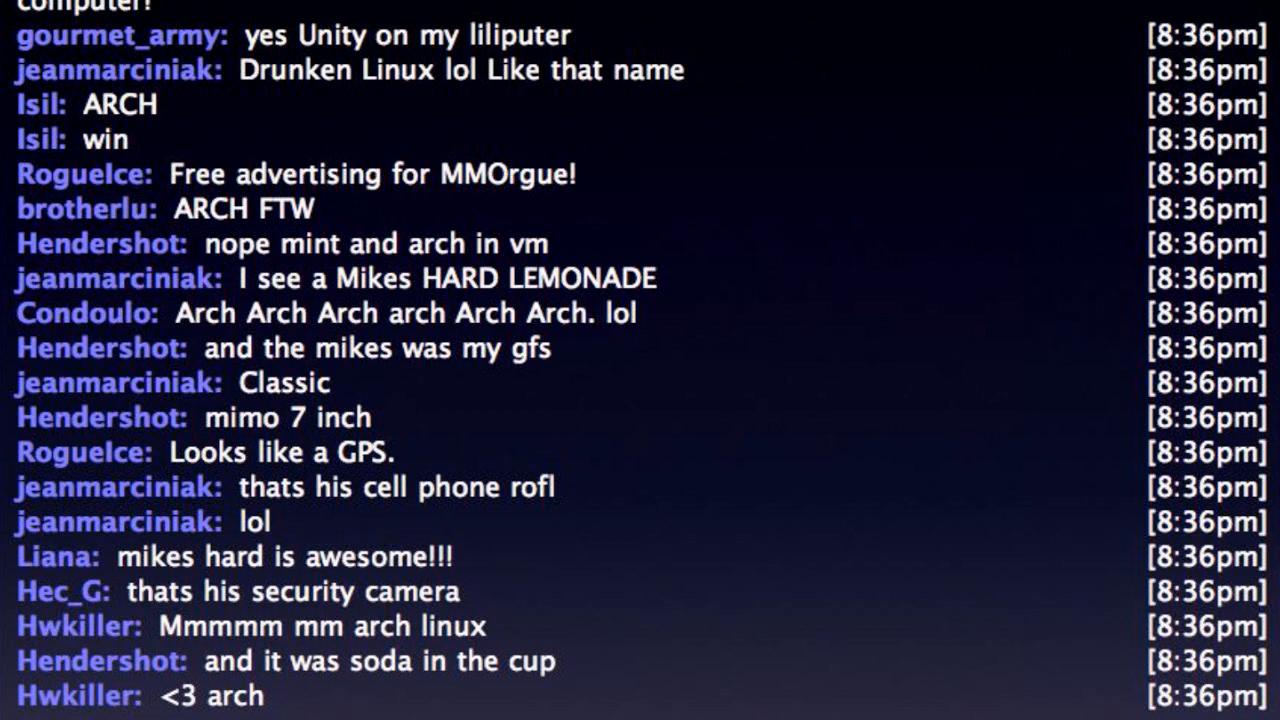 computer!
gourmet_army: yes Unity on my liliputer [8:36pm]
jeanmarciniak: Drunken Linux lol Like that name [8:36pm]
Isil: ARCH [8:36pm]
Isil: win [8:36pm]
RogueIce: Free advertising for MMOrgue! [8:36pm]
brotherlu: ARCH FTW [8:36pm]
Hendershot: nope mint and arch in vm [8:36pm]
jeanmarciniak: I see a Mikes HARD LEMONADE [8:36pm]
Condoulo: Arch Arch Arch arch Arch Arch. lol [8:36pm]
Hendershot: and the mikes was my gfs [8:36pm]
jeanmarciniak: Classic [8:36pm]
Hendershot: mimo 7 inch [8:36pm]
RogueIce: Looks like a GPS. [8:36pm]
jeanmarciniak: thats his cell phone rofl [8:36pm]
jeanmarciniak: lol [8:36pm]
Liana: mikes hard is awesome!!! [8:36pm]
Hec_G: thats his security camera [8:36pm]
Hwkiller: Mmmmm mm arch linux [8:36pm]
Hendershot: and it was soda in the cup [8:36pm]
Hwkiller: <3 arch [8:36pm]